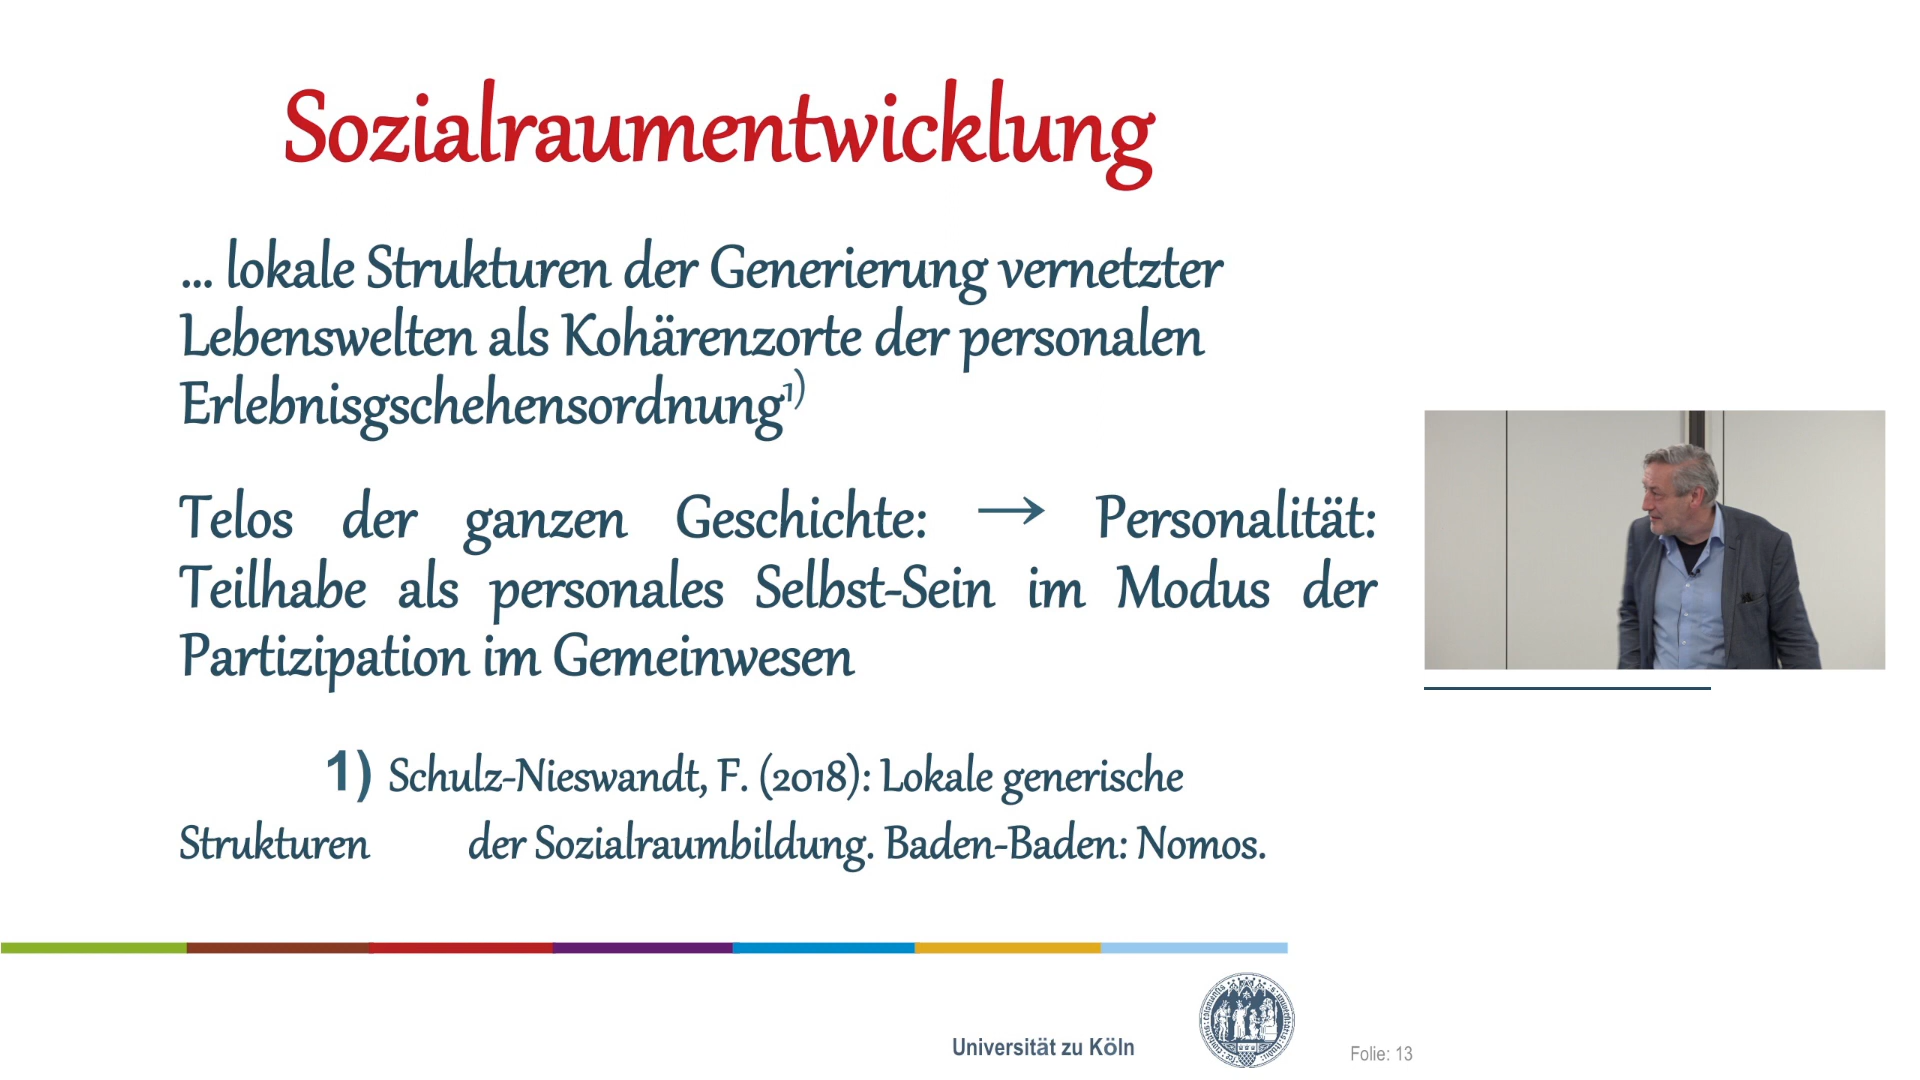 Sozialraumentwicklung
... lokale Strukturen der Generierung vernetzter
Lebenswelten als Kohärenzorte der personalen
Erlebnisgschehensordnung¹⁾
Telos der ganzen Geschichte: → Personalität:
Teilhabe als personales Selbst-Sein im Modus der
Partizipation im Gemeinwesen
1) Schulz-Nieswandt, F. (2018): Lokale generische
Strukturen der Sozialraumbildung. Baden-Baden: Nomos.
Universität zu Köln
Folie: 13